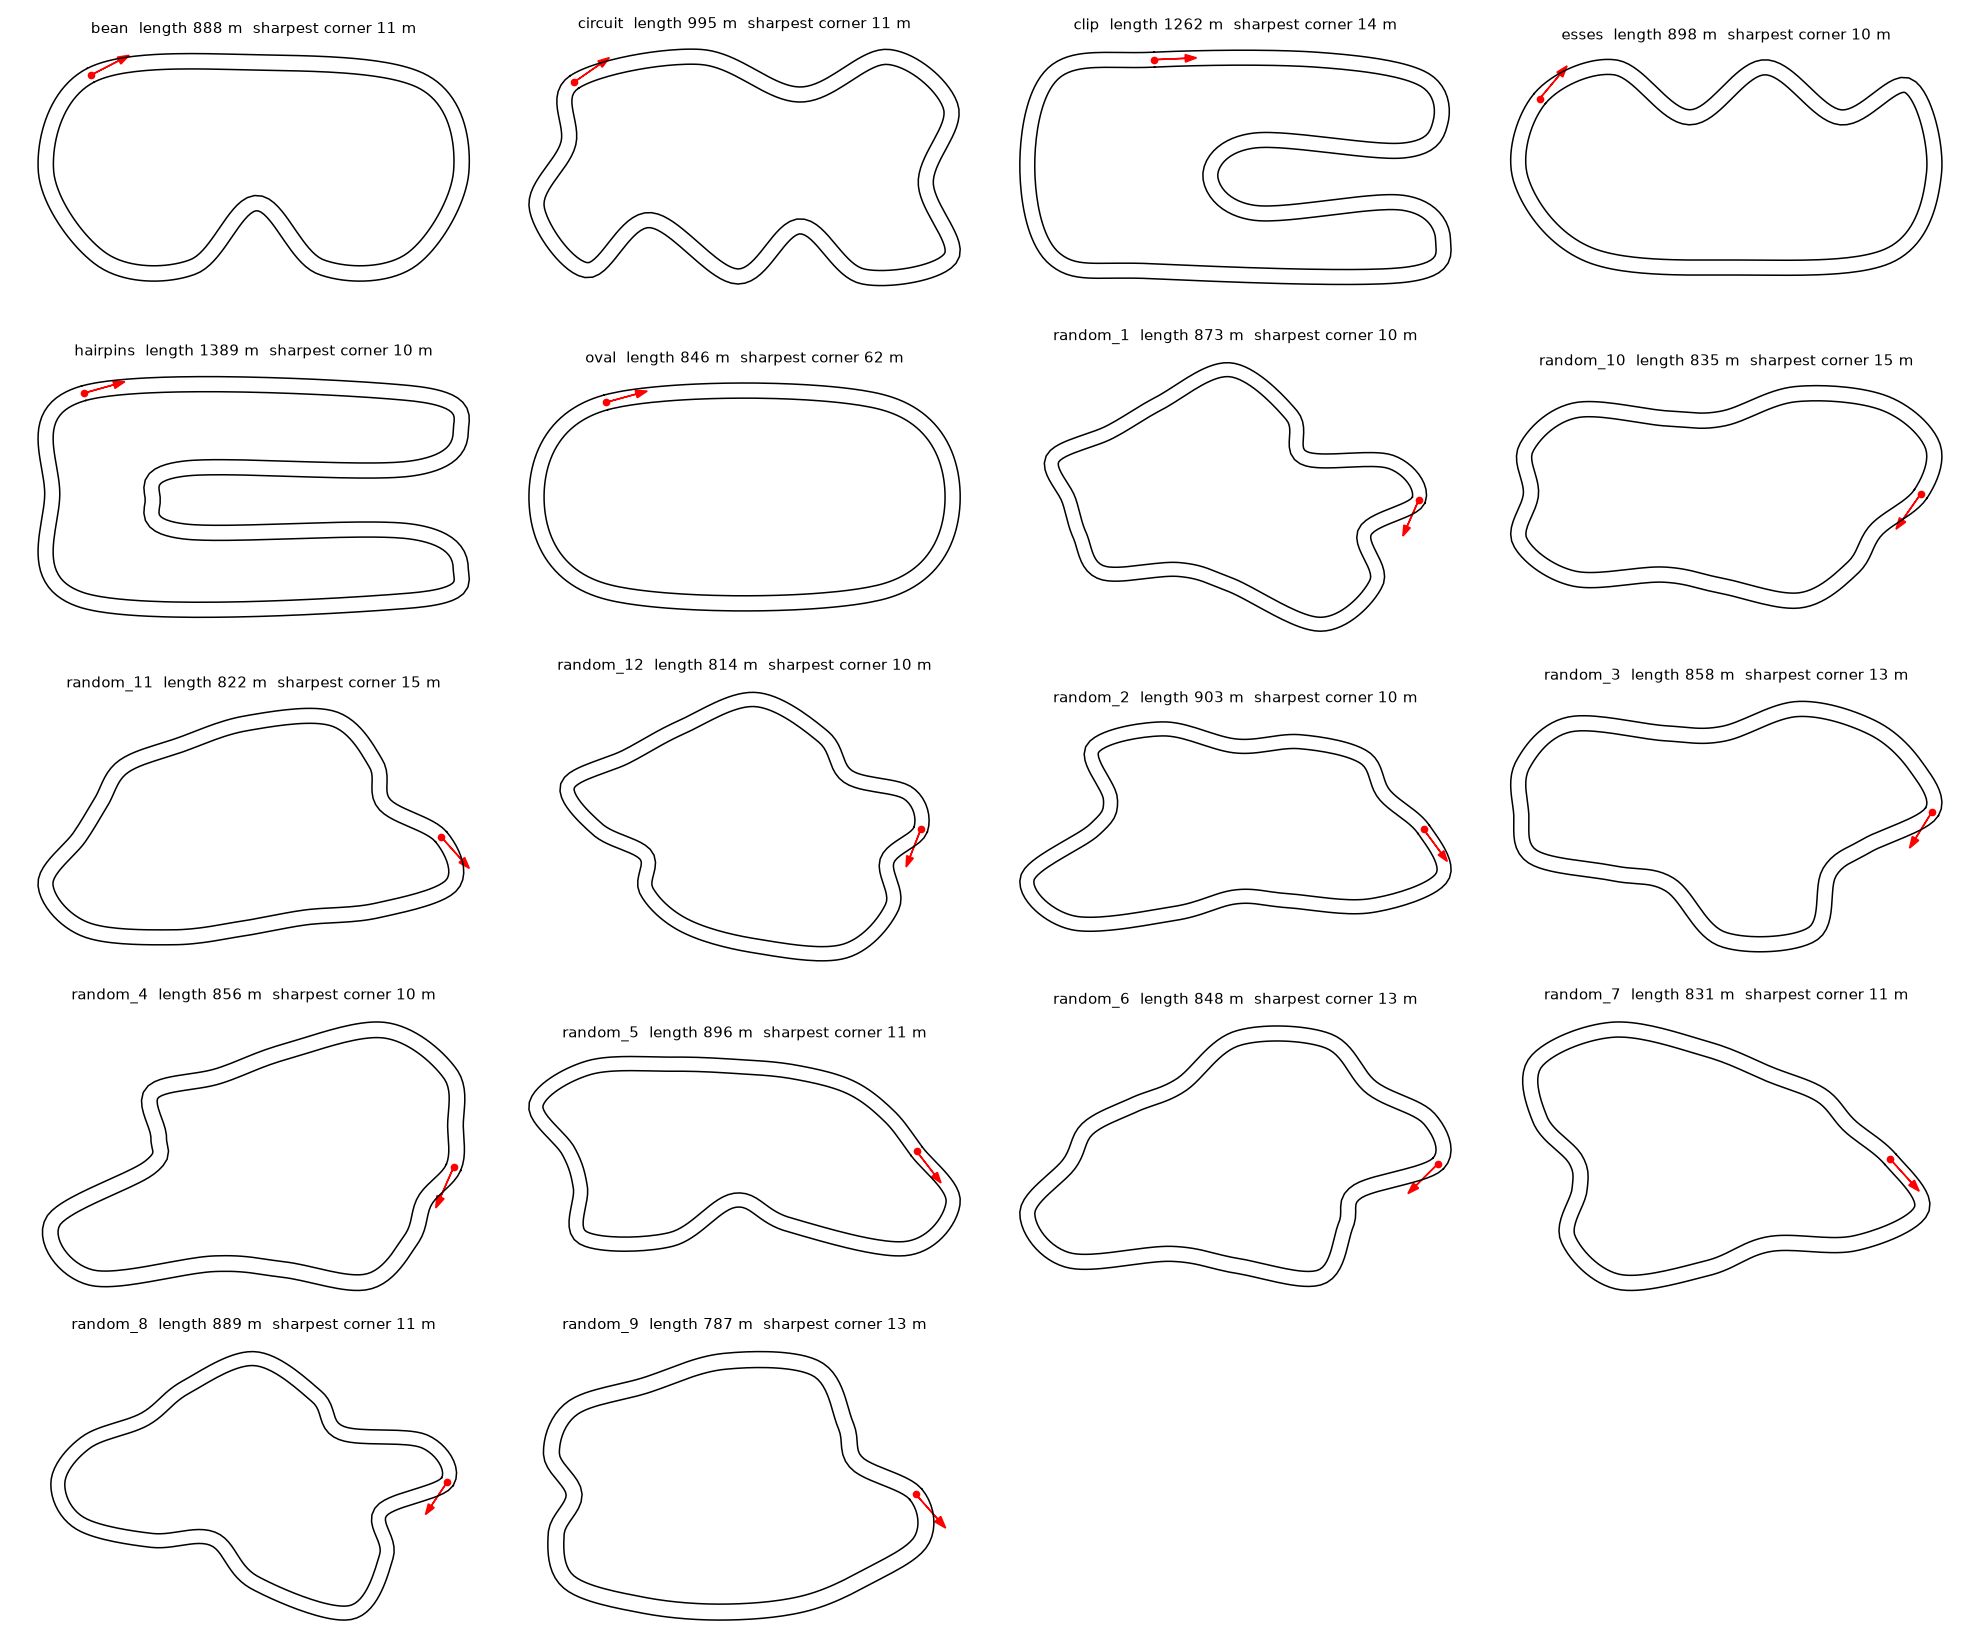 bean  length 888 m  sharpest corner 11 m
circuit  length 995 m  sharpest corner 11 m
clip  length 1262 m  sharpest corner 14 m
esses  length 898 m  sharpest corner 10 m
hairpins  length 1389 m  sharpest corner 10 m
oval  length 846 m  sharpest corner 62 m
random_1  length 873 m  sharpest corner 10 m
random_10  length 835 m  sharpest corner 15 m
random_11  length 822 m  sharpest corner 15 m
random_12  length 814 m  sharpest corner 10 m
random_2  length 903 m  sharpest corner 10 m
random_3  length 858 m  sharpest corner 13 m
random_4  length 856 m  sharpest corner 10 m
random_5  length 896 m  sharpest corner 11 m
random_6  length 848 m  sharpest corner 13 m
random_7  length 831 m  sharpest corner 11 m
random_8  length 889 m  sharpest corner 11 m
random_9  length 787 m  sharpest corner 13 m